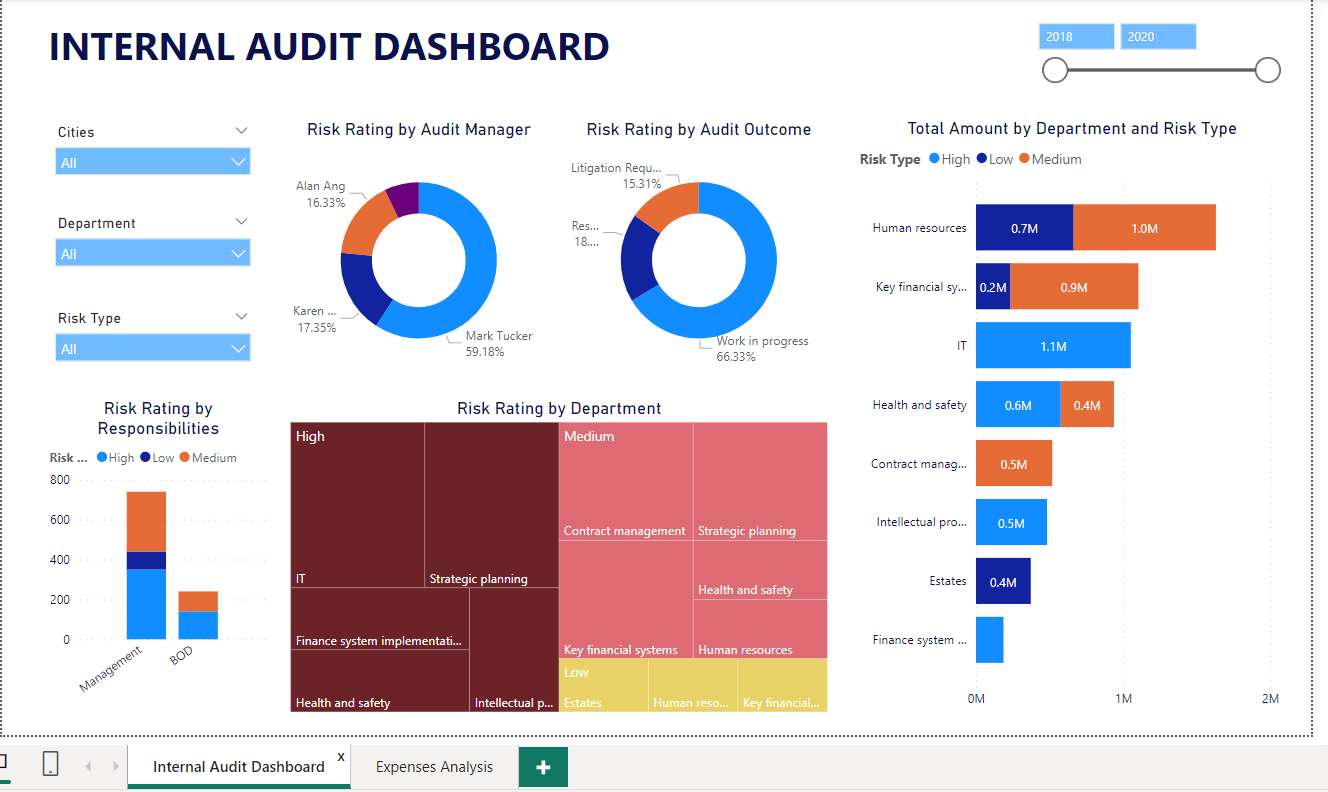 INTERNAL AUDIT DASHBOARD
2018
2020
Cities
All
Department
All
Risk Type
All
Risk Rating by Audit Manager
Alan Ang
16.33%
Karen ...
17.35%
Mark Tucker
59.18%
Risk Rating by Audit Outcome
Litigation Requ...
15.31%
Res...
18....
Work in progress
66.33%
Total Amount by Department and Risk Type
Risk Type High Low Medium
Human resources 0.7M 1.0M
Key financial sy... 0.2M 0.9M
IT 1.1M
Health and safety 0.6M 0.4M
Contract manag... 0.5M
Intellectual pro... 0.5M
Estates 0.4M
Finance system ...
0M 1M 2M
Risk Rating by
Responsibilities
Risk ... High Low Medium
800
600
400
200
0
Management
BOD
Risk Rating by Department
High
IT
Strategic planning
Finance system implementati...
Health and safety
Intellectual p...
Medium
Contract management
Strategic planning
Key financial systems
Health and safety
Human resources
Low
Estates
Human reso...
Key financial...
Internal Audit Dashboard
x
Expenses Analysis
+